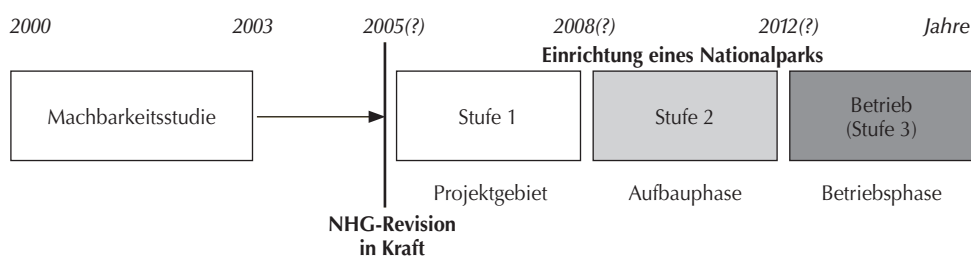 2000 2003 2005(?) 2008(?) 2012(?) Jahre
Einrichtung eines Nationalparks
Machbarkeitsstudie Stufe 1 Stufe 2 Betrieb
(Stufe 3)
Projektgebiet Aufbauphase Betriebsphase
NHG-Revision
in Kraft